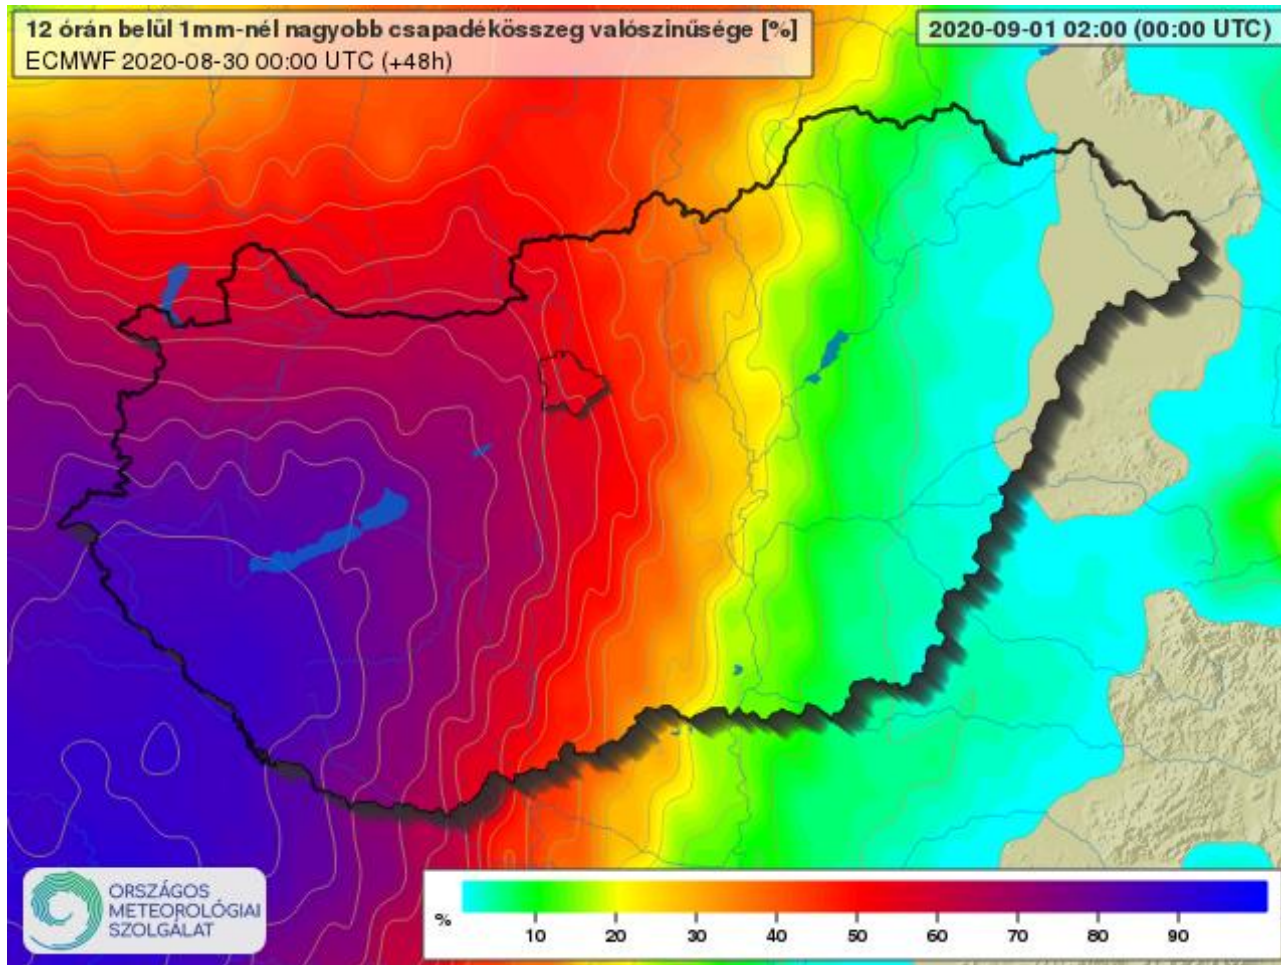 12 órán belül 1mm-nél nagyobb csapadékösszeg valószínűsége [%]
ECMWF 2020-08-30 00:00 UTC (+48h)
2020-09-01 02:00 (00:00 UTC)
ORSZÁGOS
METEOROLÓGIAI
SZOLGÁLAT
% 10 20 30 40 50 60 70 80 90